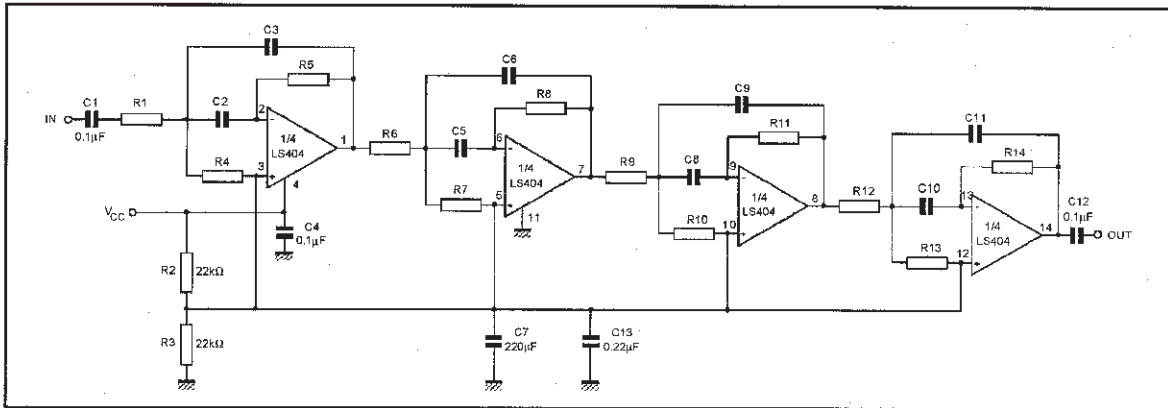 C3
C6
R5
C9
C11
R8
C1
R1
C2
2
R11
R14
IN
0.1µF
1/4
LS404
1
R6
C5
6
1/4
LS404
7
R9
C8
9
1/4
LS404
8
R12
C10
13
1/4
LS404
14
C12
0.1µF
OUT
R4
3
4
R7
5
11
R10
10
R13
12
VCC
C4
0.1µF
R2
22kΩ
R3
22kΩ
C7
220µF
C13
0.22µF